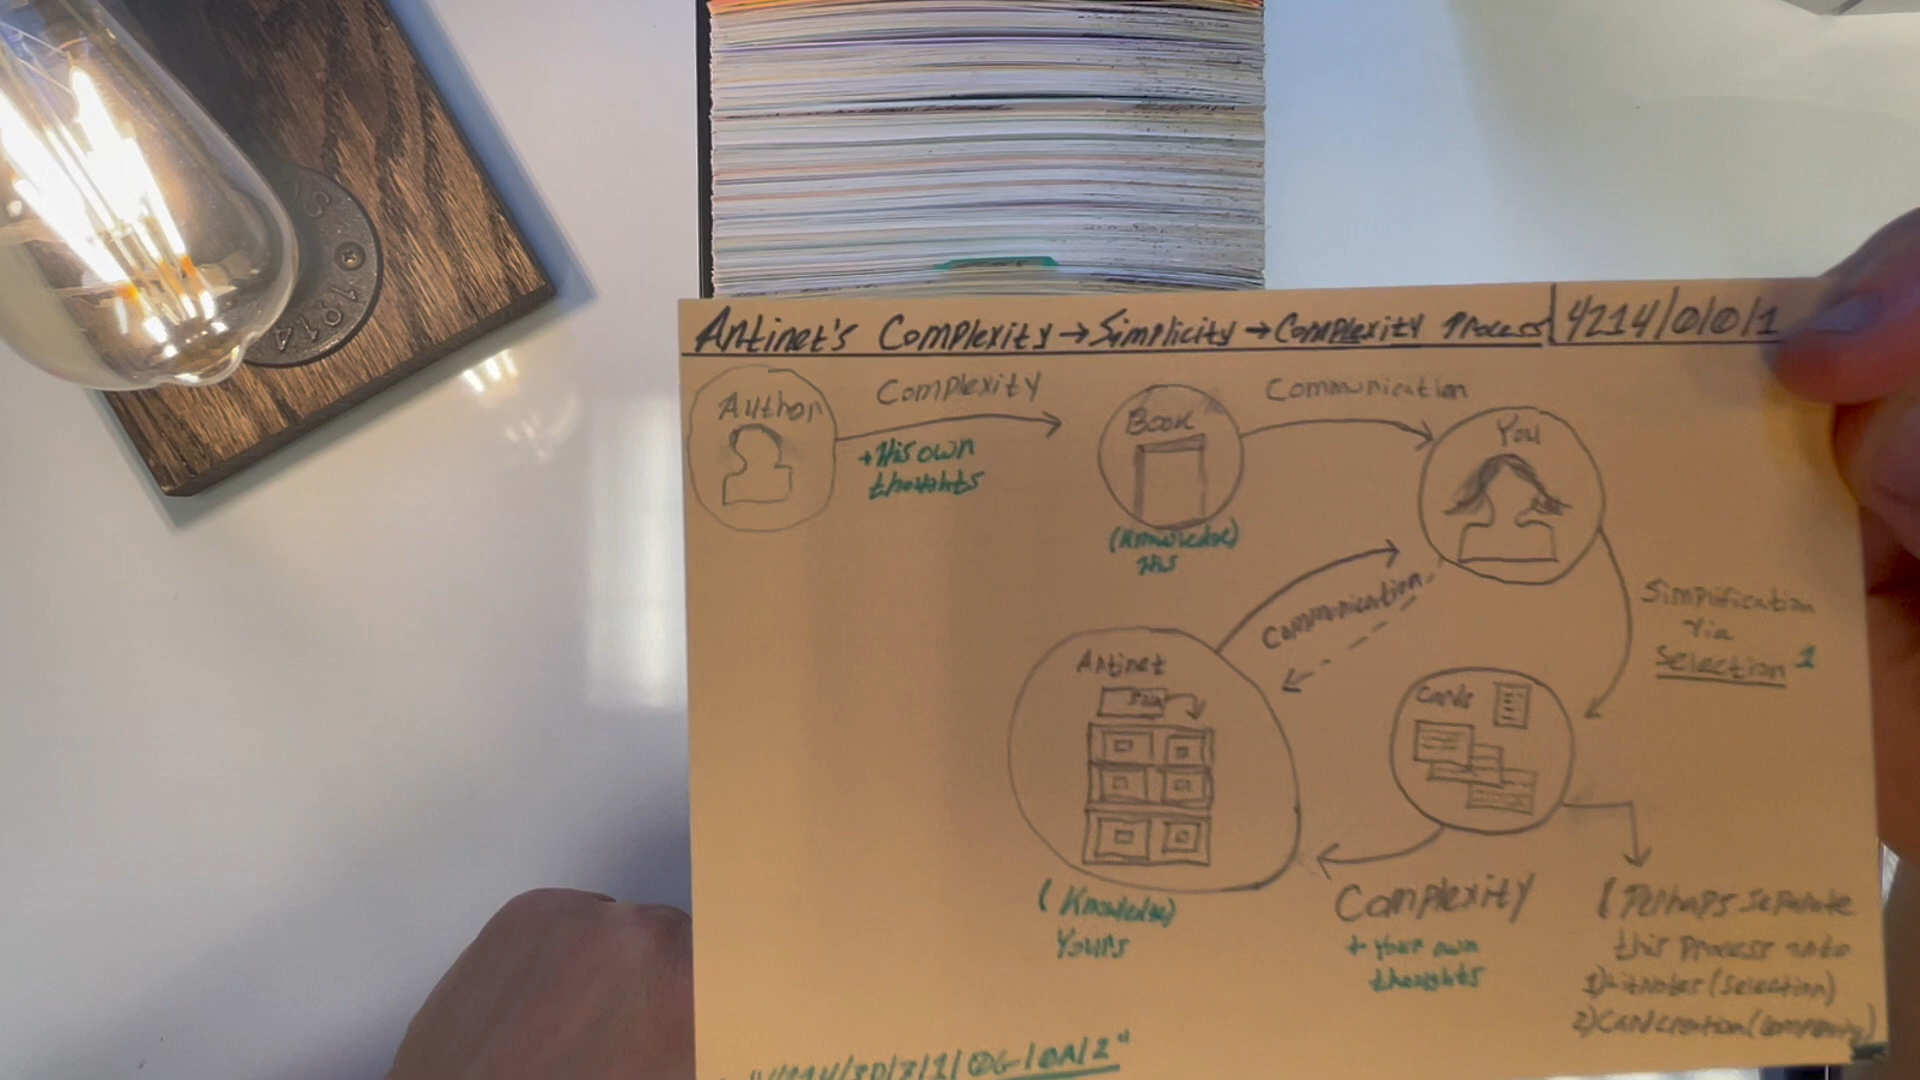 Antinet's Complexity → Simplicity → Complexity Process
4214/0/0/1
Author
Complexity
+ His own
thoughts
Book
(Knowledge)
His
Communication
You
Communication
Simplification
Via
Selection 1
Antinet
Cards
(Knowledge)
Yours
Complexity
+ your own
thoughts
(Perhaps separate
this process into
1) Lit Notes (Selection)
2) Card creation (Complexity)
1914